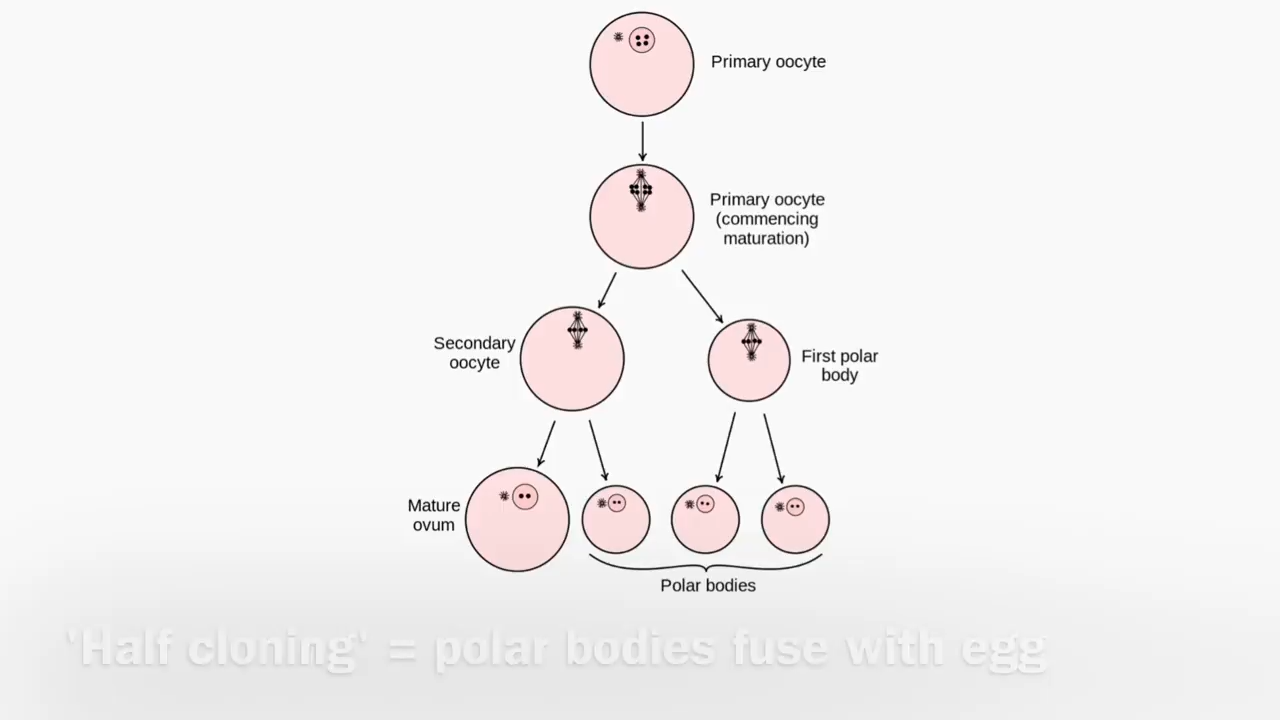 Primary oocyte
Primary oocyte
(commencing
maturation)
Secondary
oocyte
First polar
body
Mature
ovum
Polar bodies
'Half cloning' = polar bodies fuse with egg